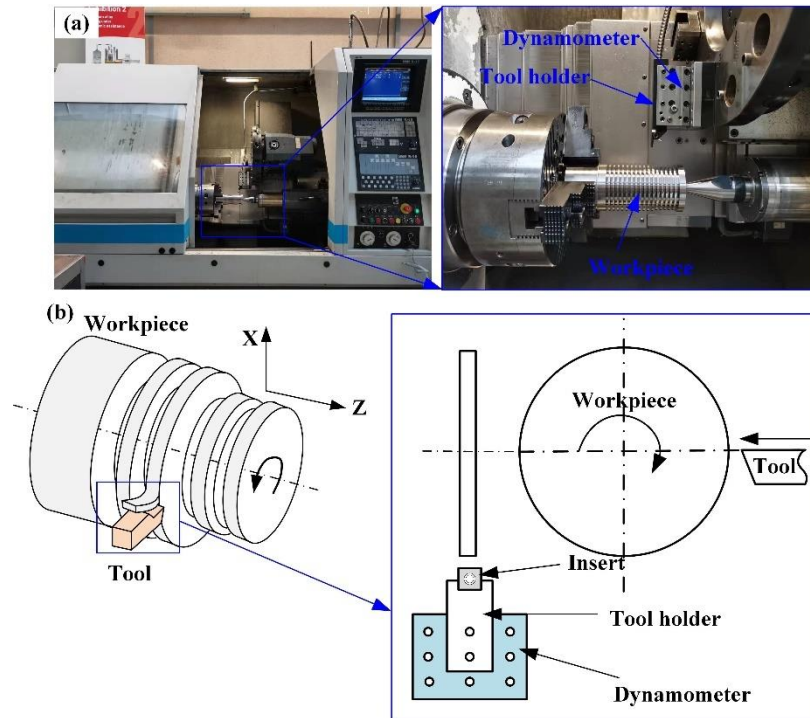 (a)
Dynamometer
Tool holder
Workpiece
(b)
Workpiece
X
Z
Tool
Workpiece
Tool
Insert
Tool holder
Dynamometer